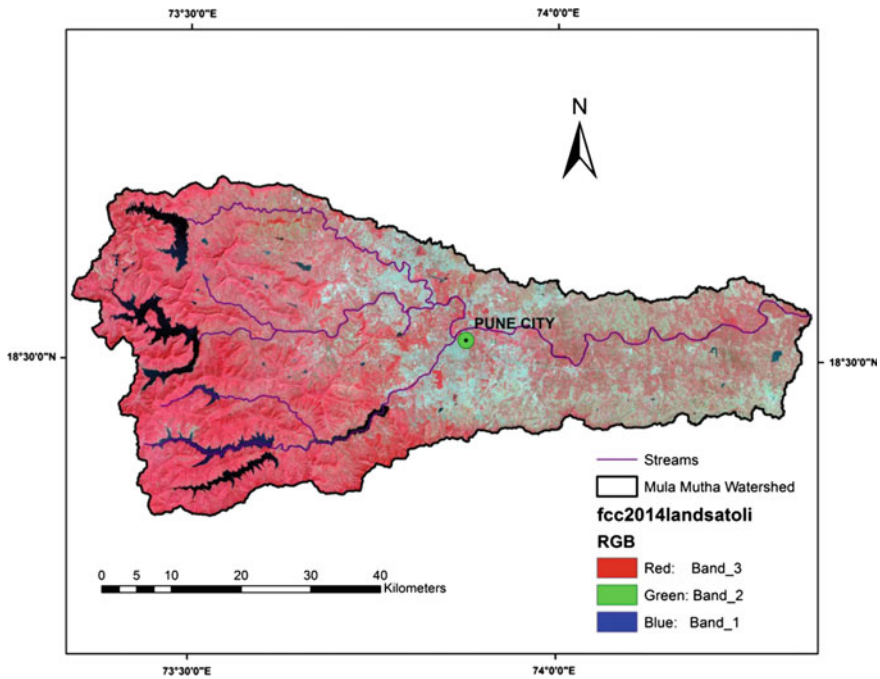 73°30'0"E 74°0'0"E
N
PUNE CITY
18°30'0"N 18°30'0"N
Streams
Mula Mutha Watershed
fcc2014landsatoli
RGB
Red: Band_3
Green: Band_2
Blue: Band_1
0 5 10 20 30 40
Kilometers
73°30'0"E 74°0'0"E